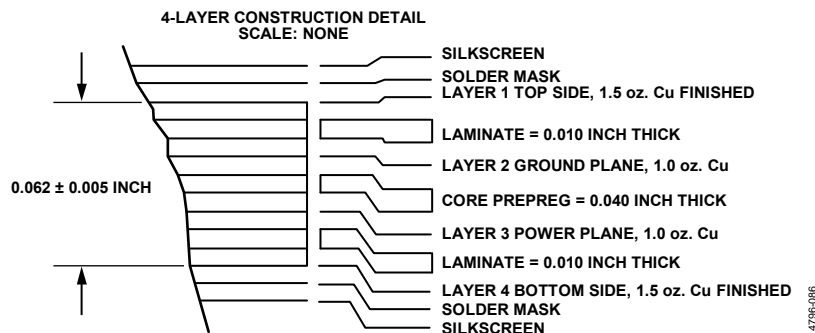 4-LAYER CONSTRUCTION DETAIL
SCALE: NONE
SILKSCREEN
SOLDER MASK
LAYER 1 TOP SIDE, 1.5 oz. Cu FINISHED
LAMINATE = 0.010 INCH THICK
LAYER 2 GROUND PLANE, 1.0 oz. Cu
0.062 ± 0.005 INCH
CORE PREPREG = 0.040 INCH THICK
LAYER 3 POWER PLANE, 1.0 oz. Cu
LAMINATE = 0.010 INCH THICK
LAYER 4 BOTTOM SIDE, 1.5 oz. Cu FINISHED
SOLDER MASK
SILKSCREEN
4796-086